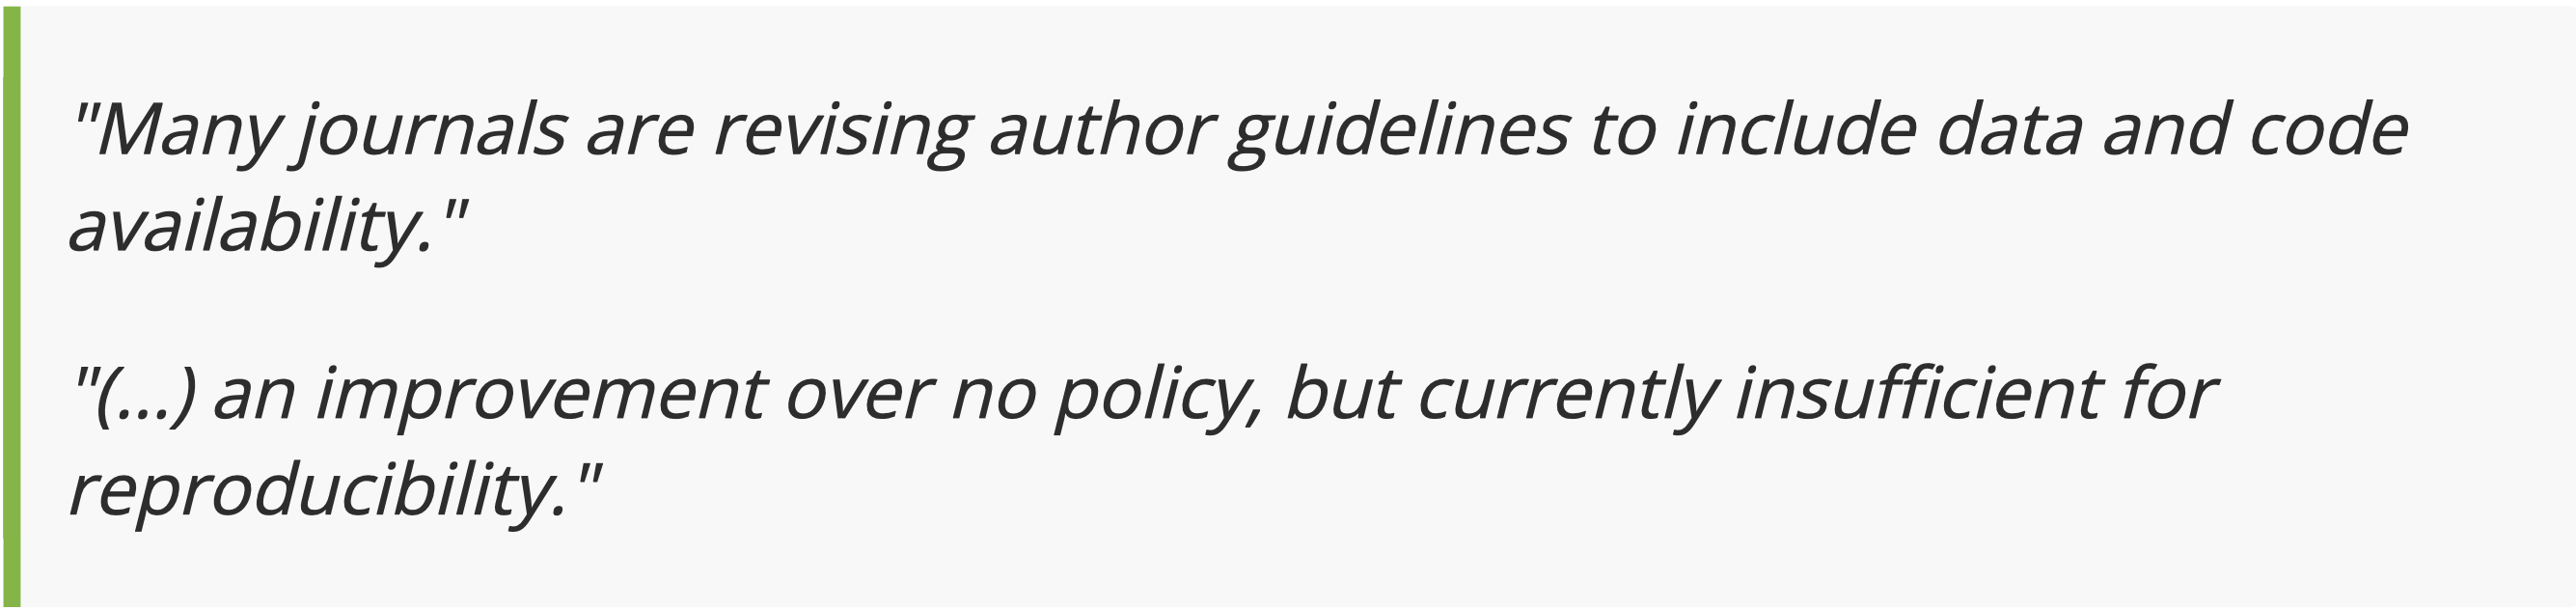 "Many journals are revising author guidelines to include data and code
availability."
"(...) an improvement over no policy, but currently insufficient for
reproducibility."